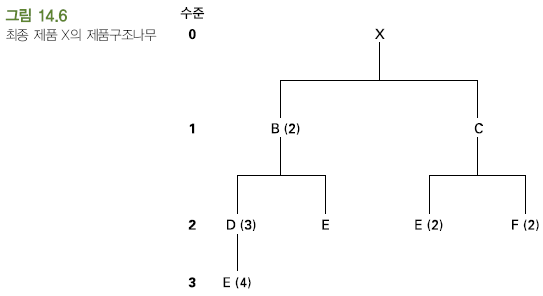 그림 14.6
최종 제품 X의 제품구조나무
수준
0 X
1 B (2) C
2 D (3) E E (2) F (2)
3 E (4)